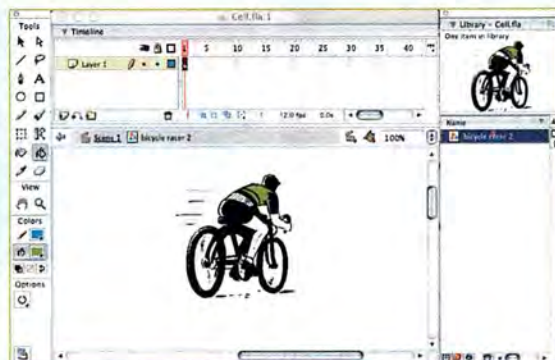 Tools
View
Colors
Options
Cell.fla:1
Timeline
5 10 15 20 25 30 35 40
Layer 1
1 12.0 fps 0.0s
Scene 1 bicycle racer 2 100%
Library - Cell.fla
One item in library
Name
bicycle racer 2